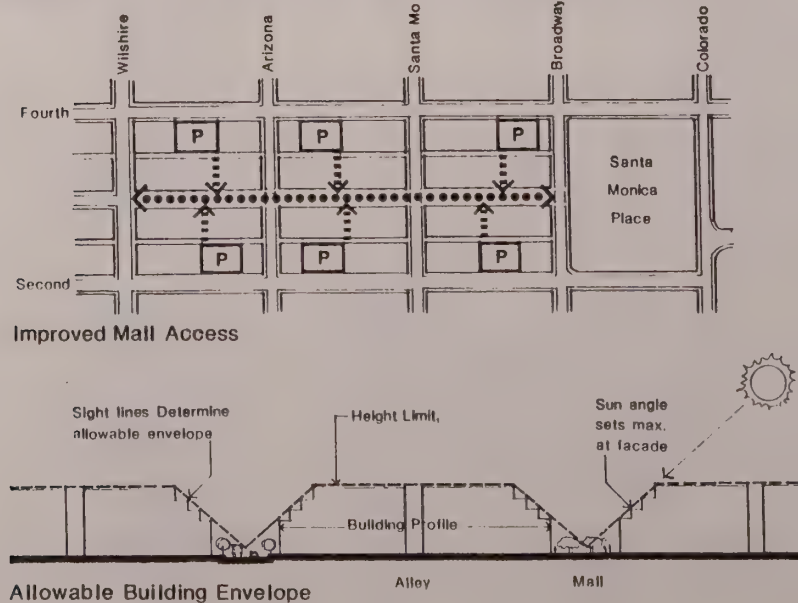 Wilshire
Arizona
Santa Mo
Broadway
Colorado
Fourth
P
P
P
Santa
Monica
Place
P
P
P
Second
Improved Mall Access
Sight lines Determine
allowable envelope
Height Limit,
Sun angle
sets max.
at facade
Building Profile
Alley
Mall
Allowable Building Envelope